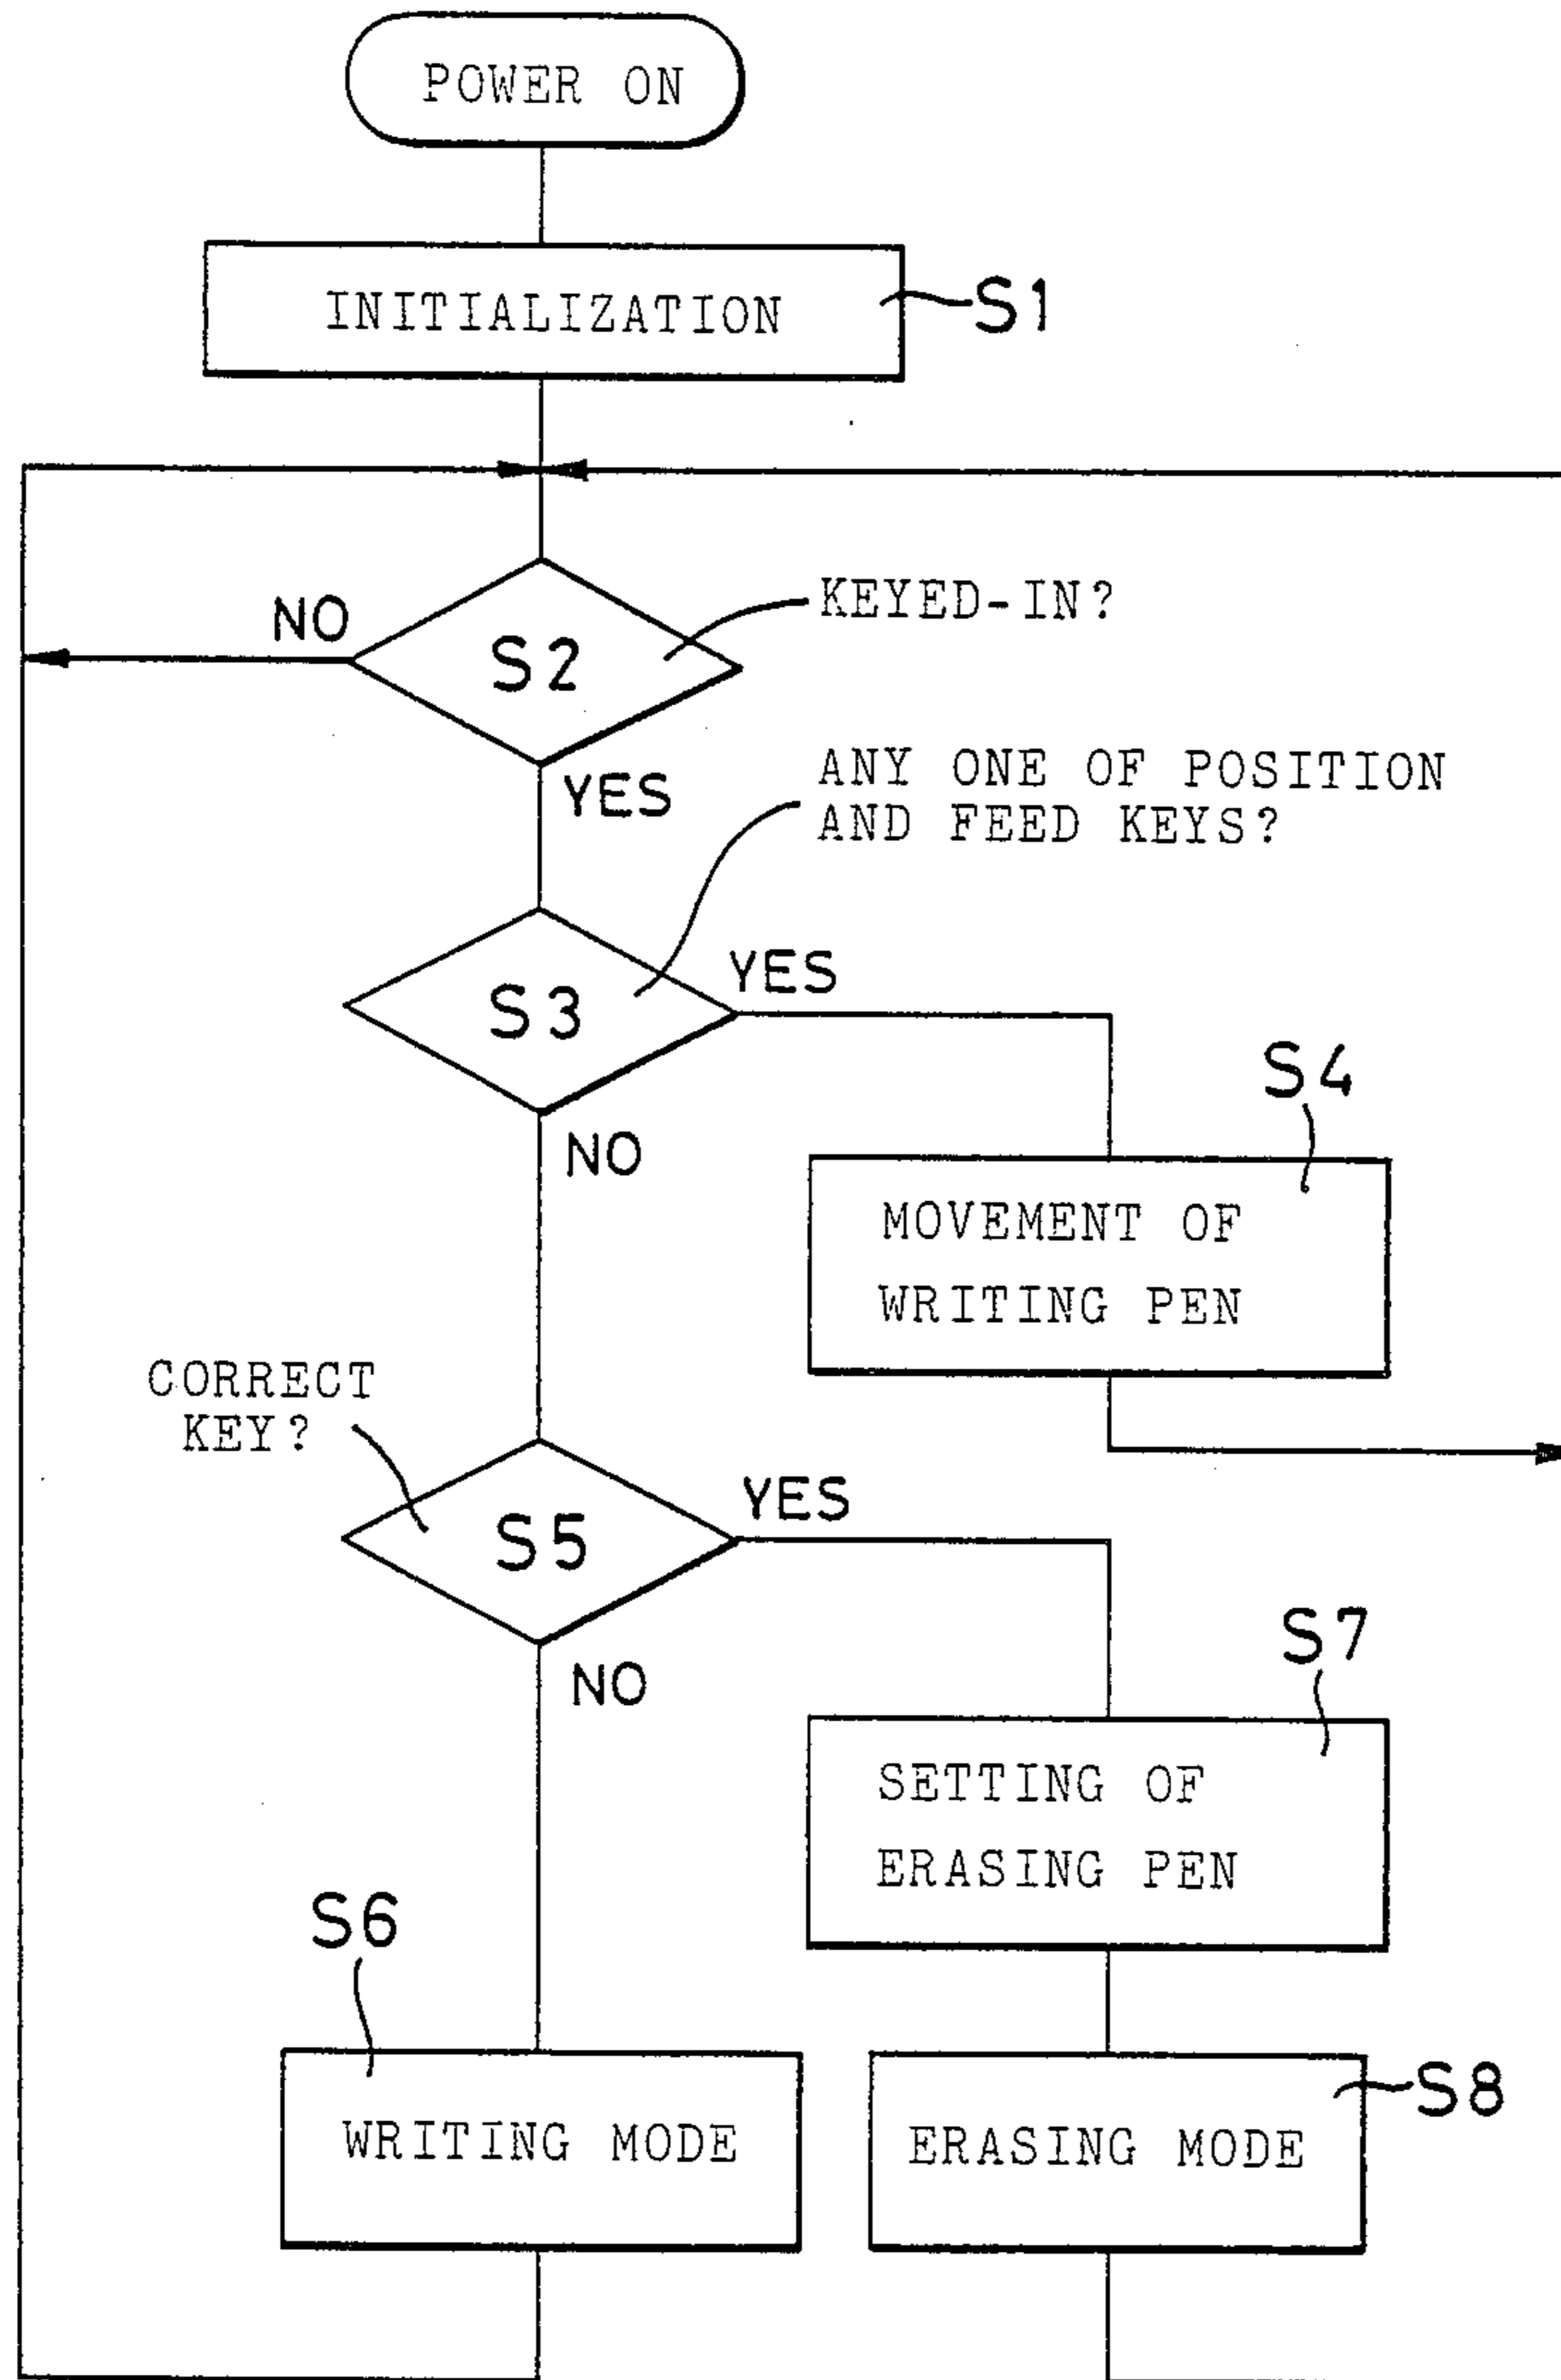 POWER ON
INITIALIZATION
S1
NO
S2
KEYED-IN?
YES
ANY ONE OF POSITION
AND FEED KEYS?
S3
YES
NO
S4
MOVEMENT OF
WRITING PEN
CORRECT
KEY?
S5
YES
NO
S7
SETTING OF
ERASING PEN
S6
WRITING MODE
S8
ERASING MODE